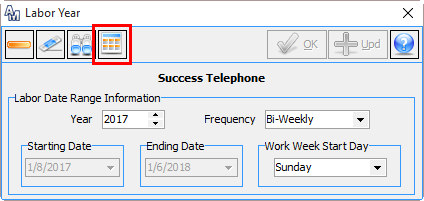 AM Labor Year
OK Upd
Success Telephone
Labor Date Range Information
Year 2017 Frequency Bi-Weekly
Starting Date Ending Date Work Week Start Day
1/8/2017 1/6/2018 Sunday